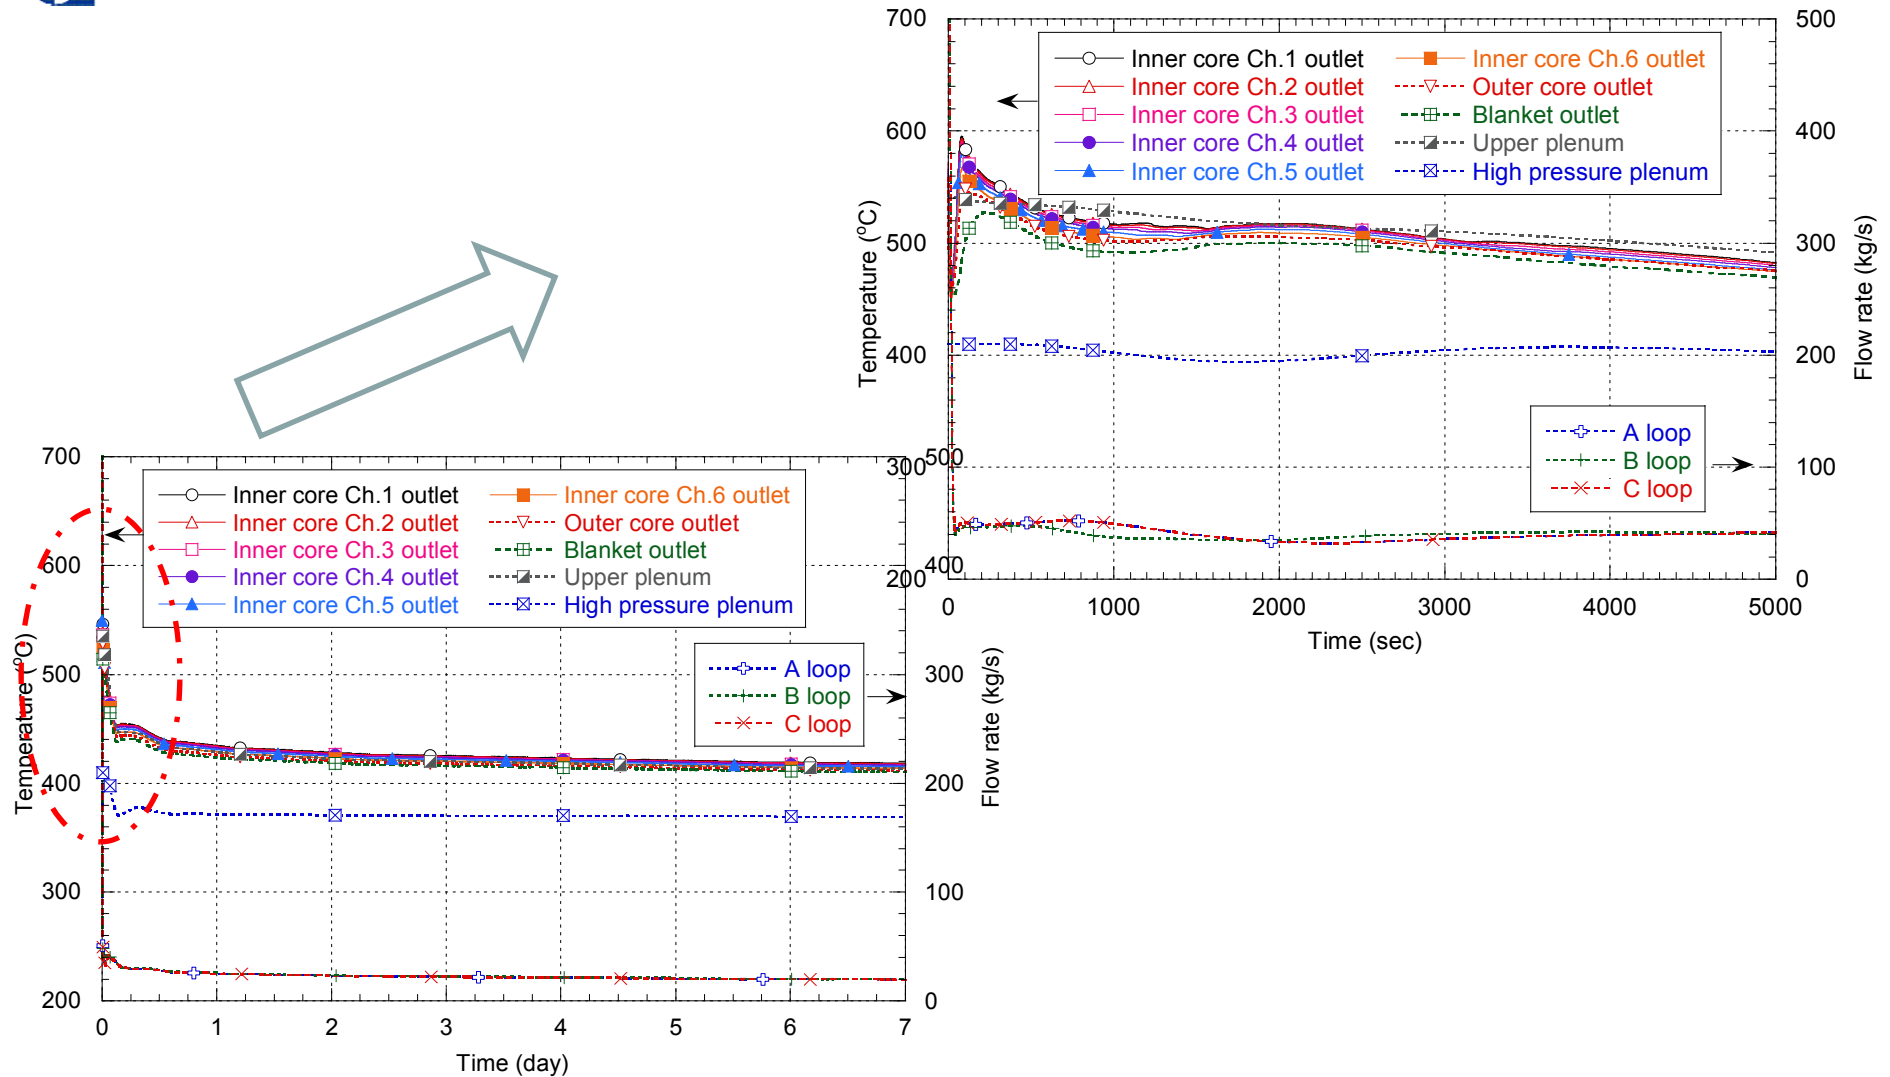 700
600
500
400
Temperature (°C)
500
400
300
200
100
0
Flow rate (kg/s)
Inner core Ch.1 outlet
Inner core Ch.2 outlet
Inner core Ch.3 outlet
Inner core Ch.4 outlet
Inner core Ch.5 outlet
Inner core Ch.6 outlet
Outer core outlet
Blanket outlet
Upper plenum
High pressure plenum
A loop
B loop
C loop
0 1000 2000 3000 4000 5000
Time (sec)
700
600
500
400
300
200
Temperature (°C)
500
400
300
200
300
200
100
0
Flow rate (kg/s)
Inner core Ch.1 outlet
Inner core Ch.2 outlet
Inner core Ch.3 outlet
Inner core Ch.4 outlet
Inner core Ch.5 outlet
Inner core Ch.6 outlet
Outer core outlet
Blanket outlet
Upper plenum
High pressure plenum
A loop
B loop
C loop
0 1 2 3 4 5 6 7
Time (day)